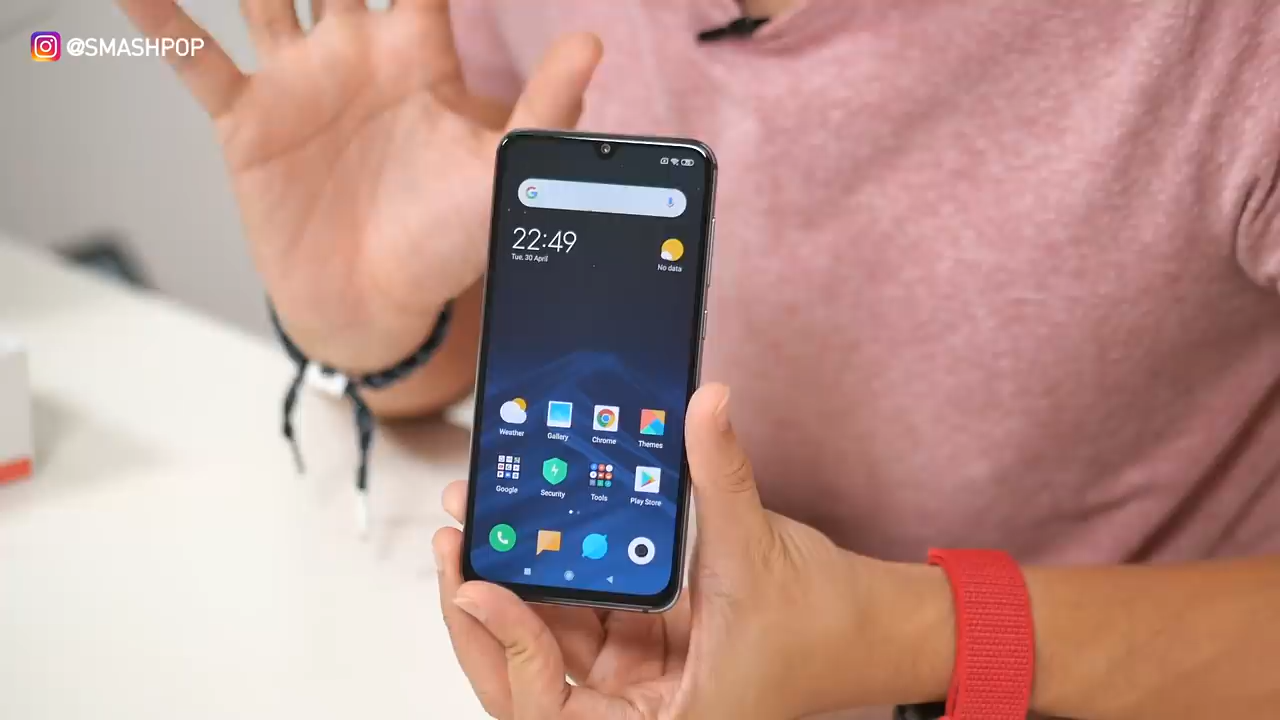 @SMASHPOP
22:49
Tue. 30 April
No data
Weather
Gallery
Chrome
Themes
Google
Security
Tools
Play Store